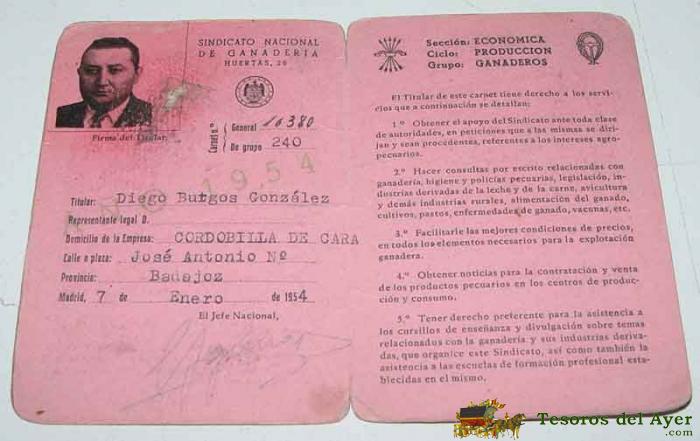 SINDICATO NACIONAL
DE GANADERIA
HUERTAS, 26
Firma del Titular,
Carnet n.º
General 10380
De grupo 240
AÑO 1954
Titular: Diego Burgos González
Representante legal D.
Domicilio de la Empresa: CORDOBILLA DE CARA
Calle o plaza: José Antonio Nº
Provincia: Badajoz
Madrid, 7 de Enero de 1954
El Jefe Nacional,
Sección: ECONOMICA
Ciclo: PRODUCCION
Grupo: GANADEROS
El Titular de este carnet tiene derecho a los servi-
cios que a continuación se detallan:
1.º Obtener el apoyo del Sindicato ante toda clase
de autoridades, en peticiones que a las mismas se diri-
jan y sean procedentes, referentes a los intereses agro-
pecuarios.
2.º Hacer consultas por escrito relacionadas con
ganadería, higiene y policías pecuarias, legislación, in-
dustrias derivadas de la leche y de la carne, avicultura
y demás industrias rurales, alimentación del ganado,
cultivos, pastos, enfermedades de ganado, vacunas, etc.
3.º Facilitarle las mejores condiciones de precios,
en todos los elementos necesarios para la explotación
ganadera.
4.º Obtener noticias para la contratación y venta
de los productos pecuarios en los centros de produc-
ción y consumo.
5.º Tener derecho preferente para la asistencia a
los cursillos de enseñanza y divulgación sobre temas
relacionados con la ganadería y sus industrias deriva-
das, que organice este Sindicato, así como también la
asistencia a las escuelas de formación profesional esta-
blecidas en el mismo.
Tesoros del Ayer
.com